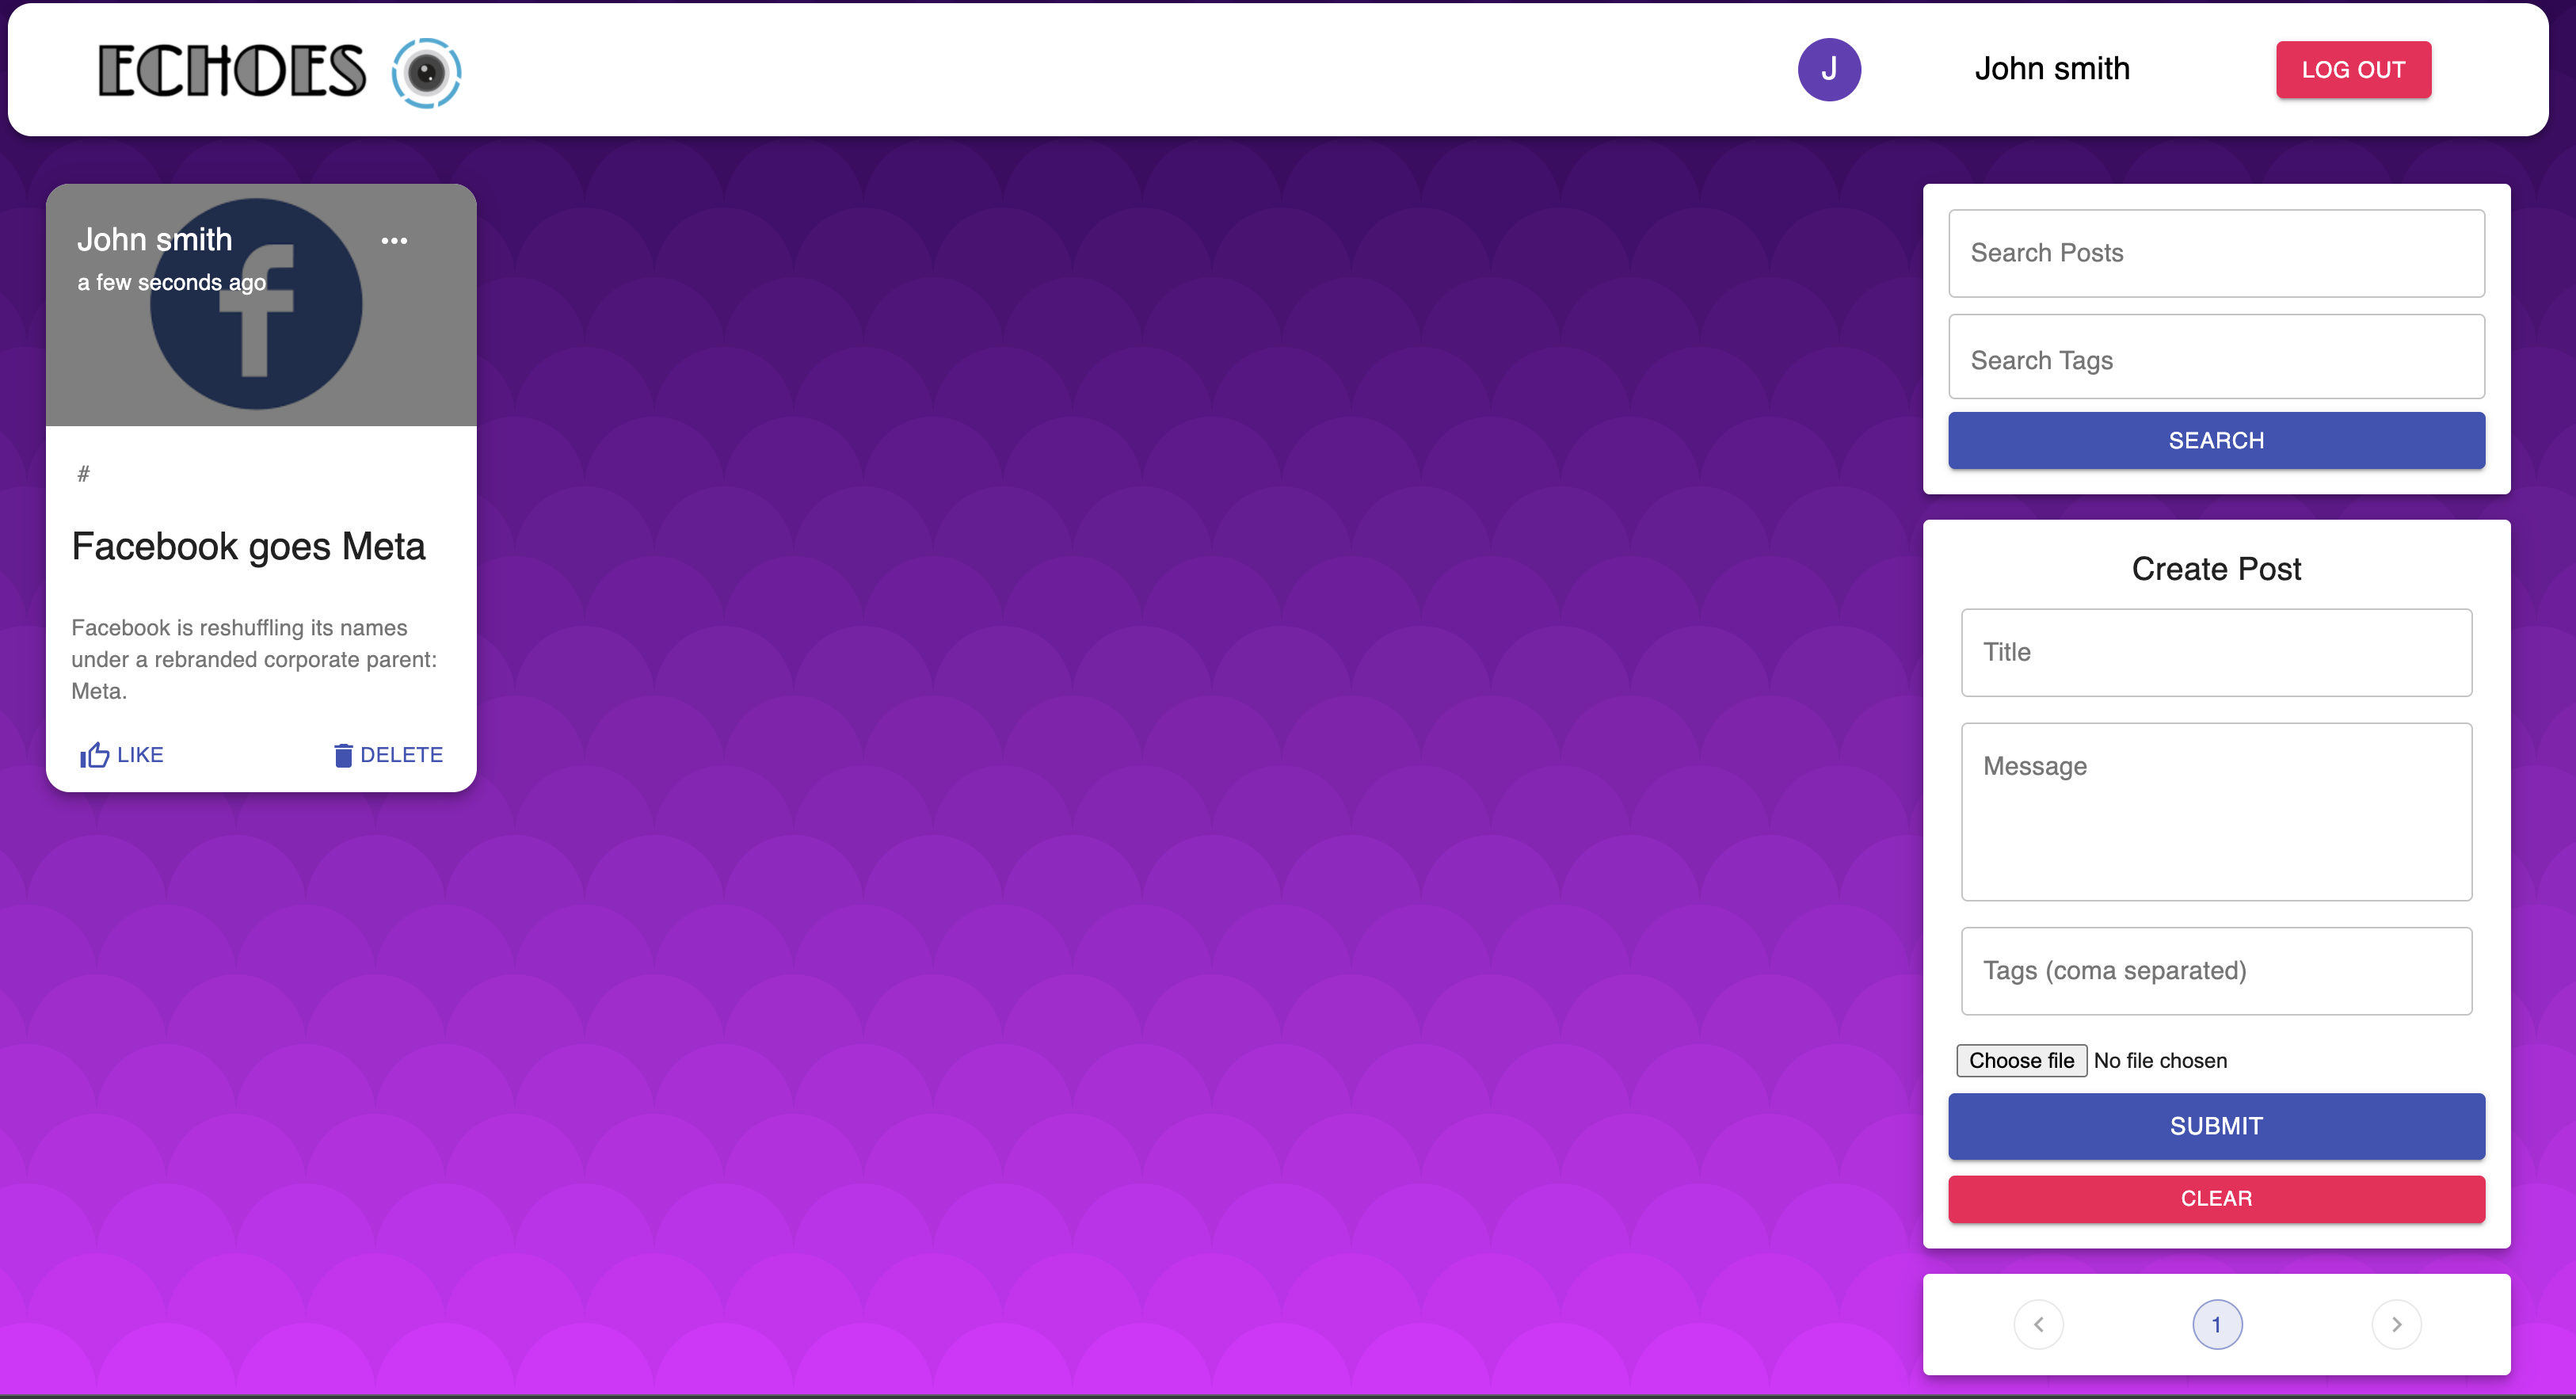 ECHOES
J
John smith
LOG OUT
John smith
a few seconds ago
f
#
Facebook goes Meta
Facebook is reshuffling its names
under a rebranded corporate parent:
Meta.
LIKE
DELETE
Search Posts
Search Tags
SEARCH
Create Post
Title
Message
Tags (coma separated)
Choose file No file chosen
SUBMIT
CLEAR
1